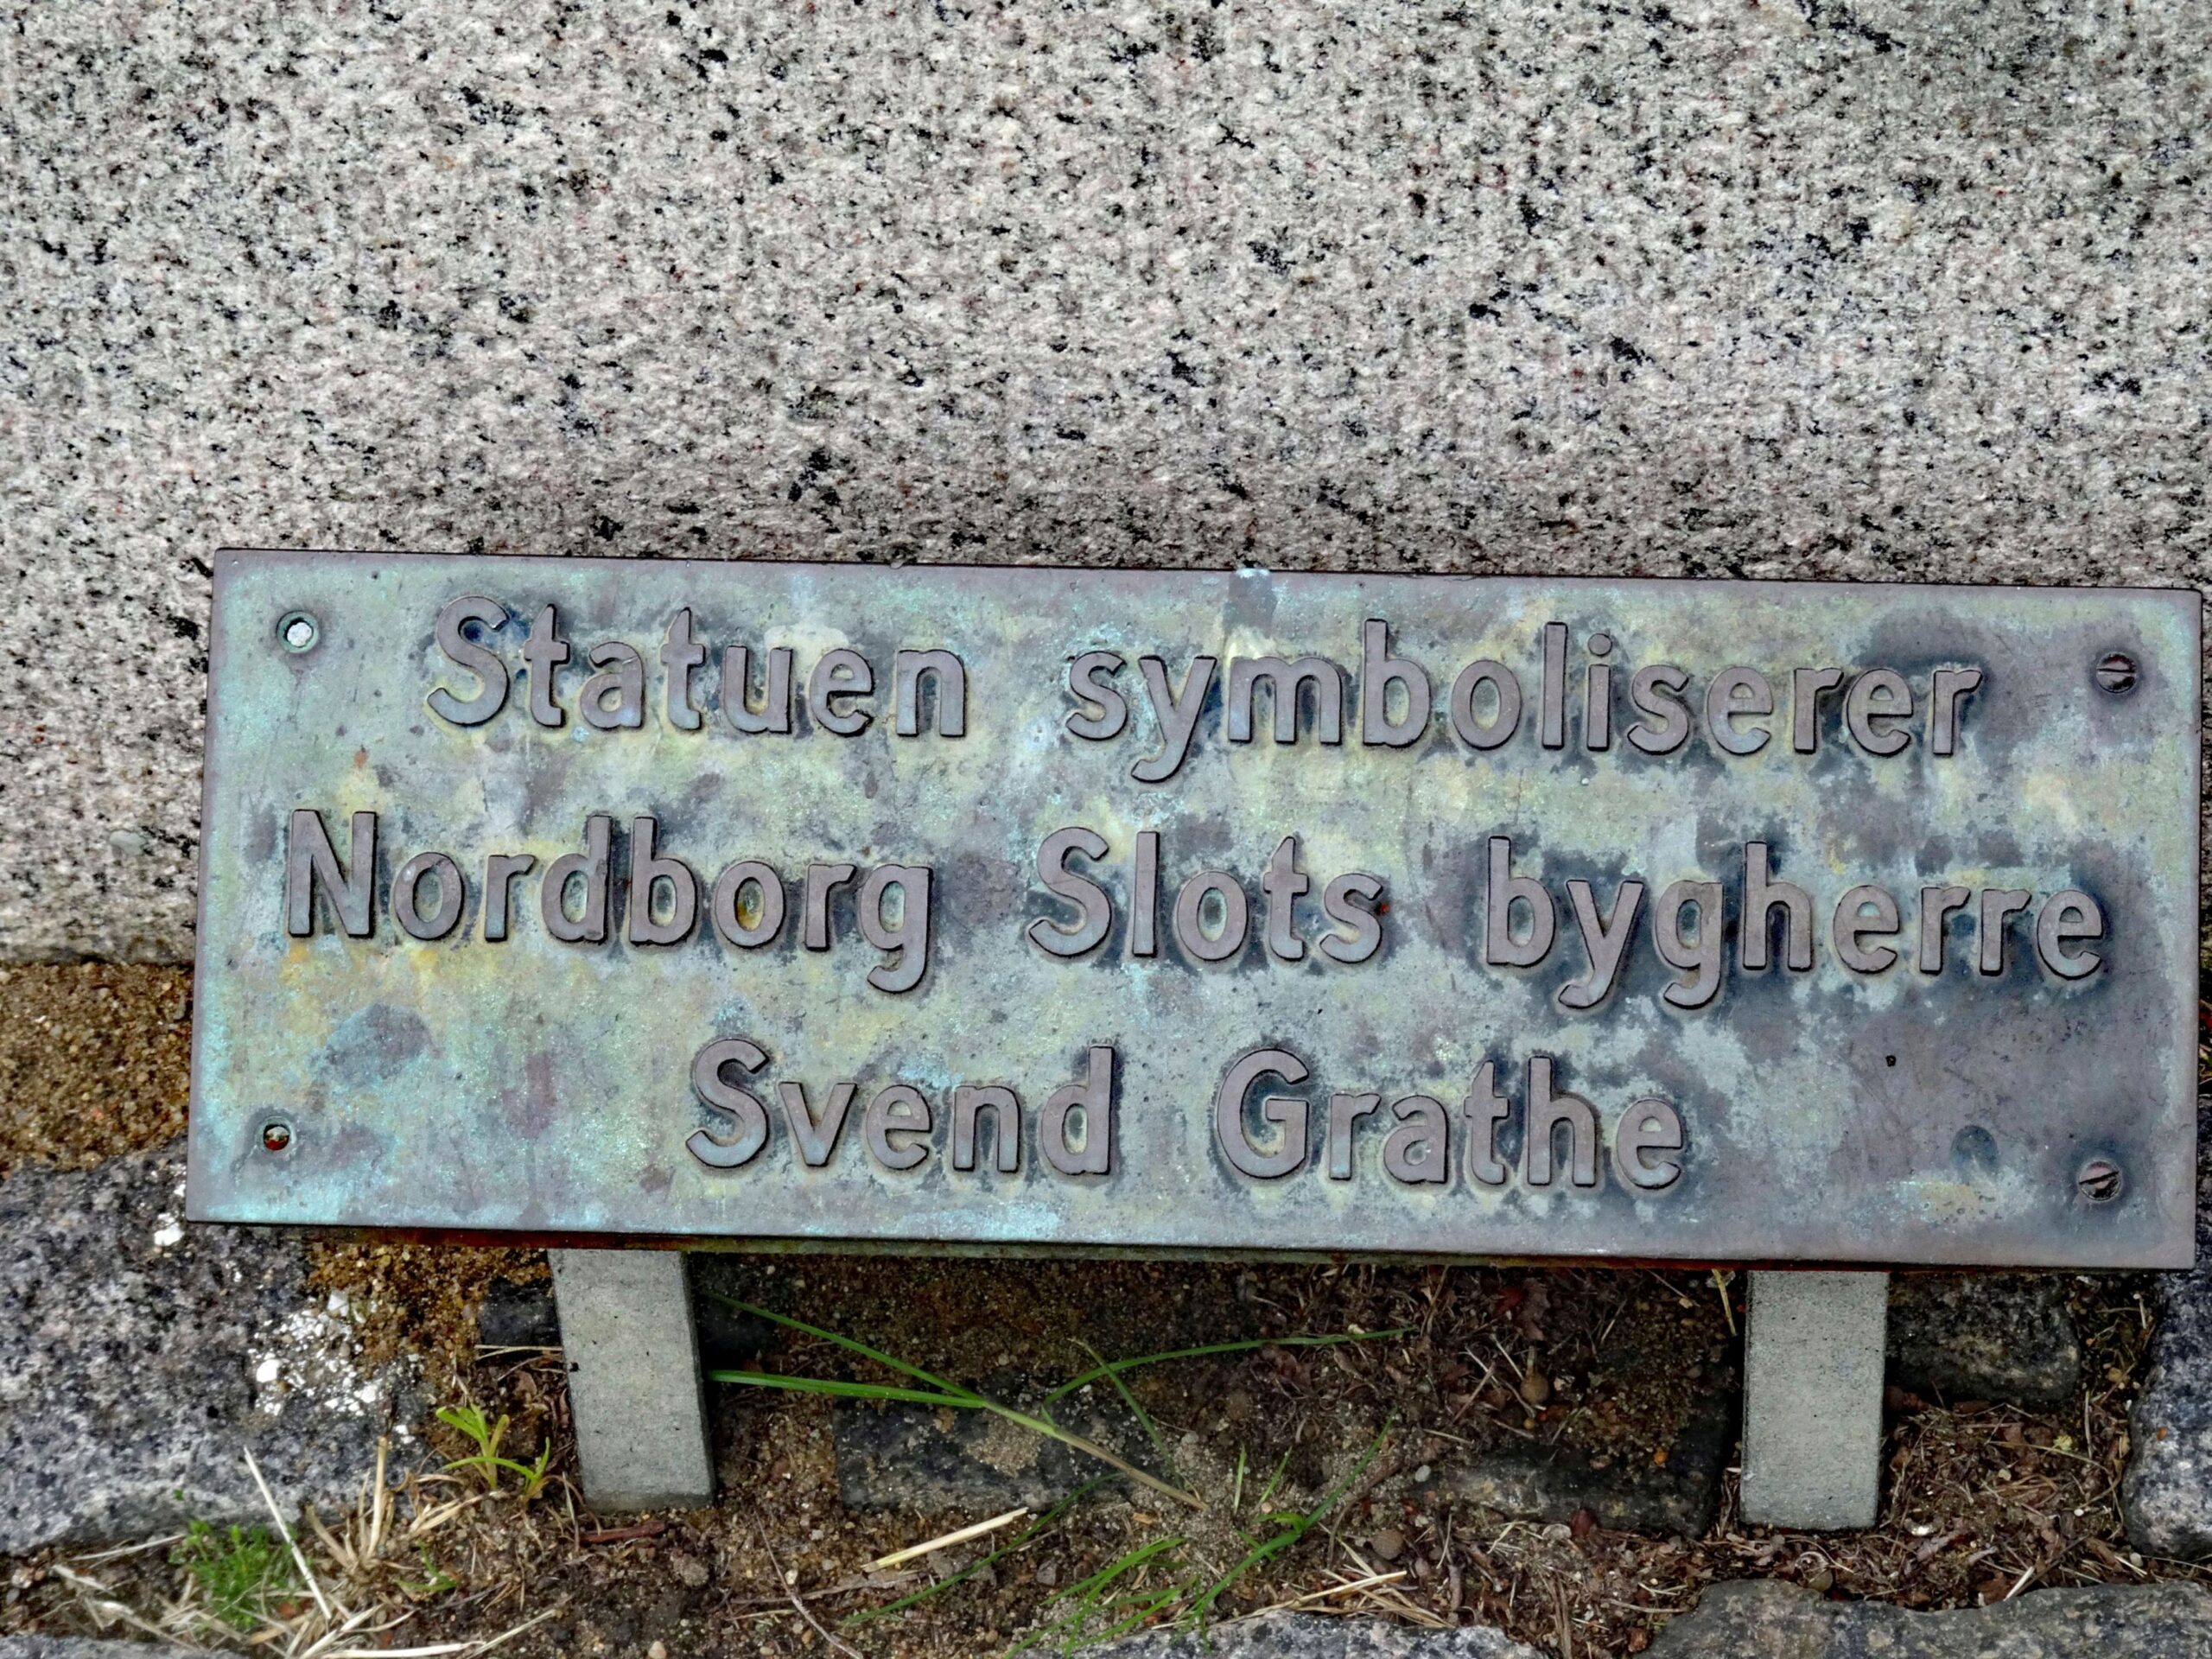 Statuen symboliserer
Nordborg Slots bygherre
Svend Grathe